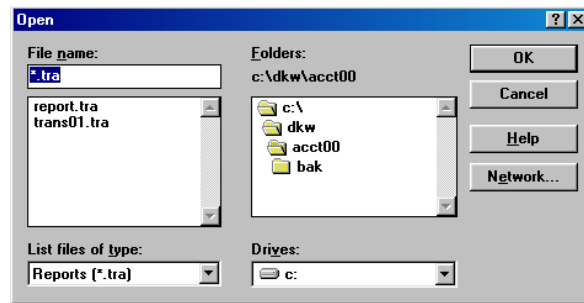 Open
File name:
*.tra
report.tra
trans01.tra
List files of type:
Reports (*.tra)
Folders:
c:\dkw\acct00
c:\
dkw
acct00
bak
Drives:
c:
OK
Cancel
Help
Network...